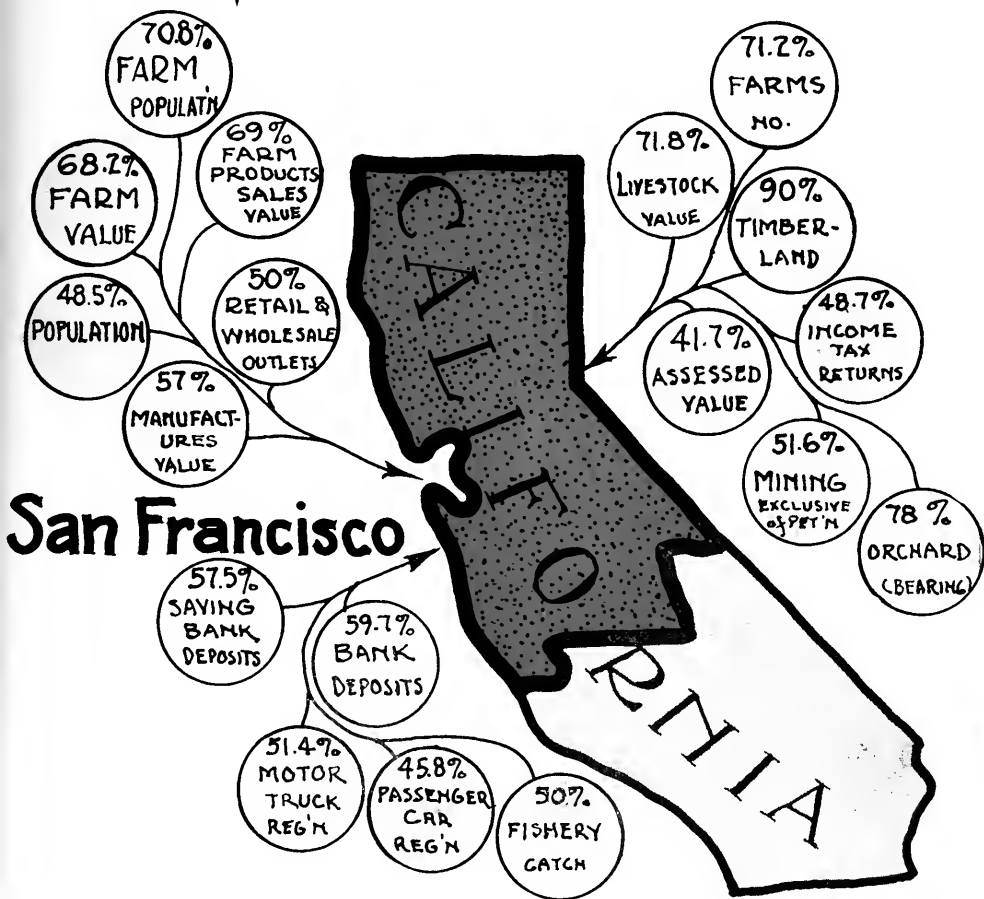 70.8%
FARM
POPULAT'N
69%
FARM
PRODUCTS
SALES
VALUE
68.2%
FARM
VALUE
50%
RETAIL &
WHOLESALE
OUTLETS
48.5%
POPULATION
57%
MANUFACT-
URES
VALUE
71.2%
FARMS
NO.
71.8%
LIVESTOCK
VALUE
90%
TIMBER-
LAND
48.7%
INCOME
TAX
RETURNS
41.7%
ASSESSED
VALUE
51.6%
MINING
EXCLUSIVE
of PET'N
78%
ORCHARD
(BEARING)
CALIFORNIA
San Francisco
57.5%
SAVING
BANK
DEPOSITS
59.7%
BANK
DEPOSITS
51.4%
MOTOR
TRUCK
REG'N
45.8%
PASSENGER
CAR
REG'N
50%
FISHERY
CATCH